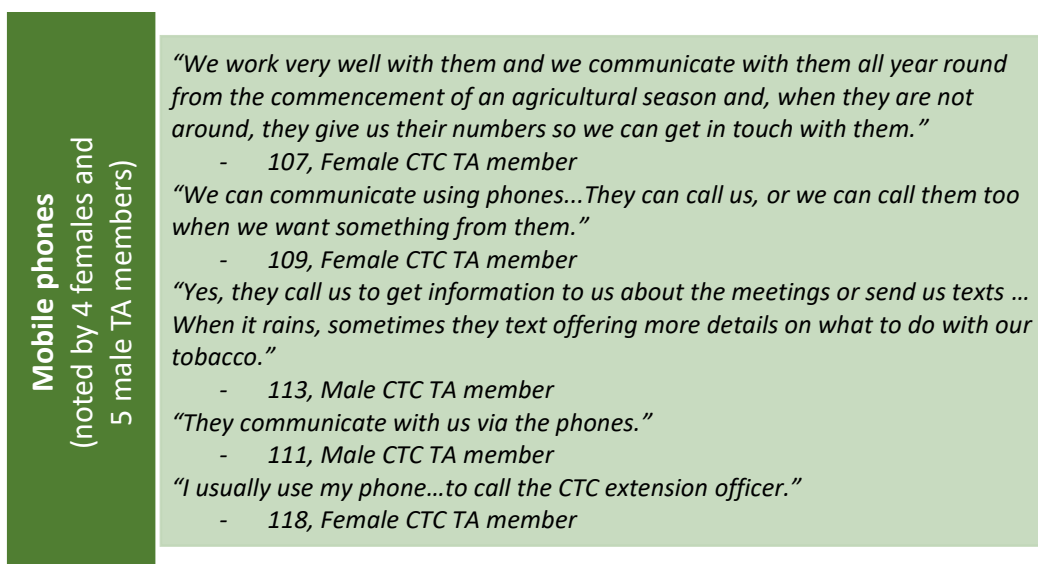 Mobile phones
(noted by 4 females and
5 male TA members)
“We work very well with them and we communicate with them all year round
from the commencement of an agricultural season and, when they are not
around, they give us their numbers so we can get in touch with them.”
- 107, Female CTC TA member
“We can communicate using phones...They can call us, or we can call them too
when we want something from them.”
- 109, Female CTC TA member
“Yes, they call us to get information to us about the meetings or send us texts …
When it rains, sometimes they text offering more details on what to do with our
tobacco.”
- 113, Male CTC TA member
“They communicate with us via the phones.”
- 111, Male CTC TA member
“I usually use my phone…to call the CTC extension officer.”
- 118, Female CTC TA member